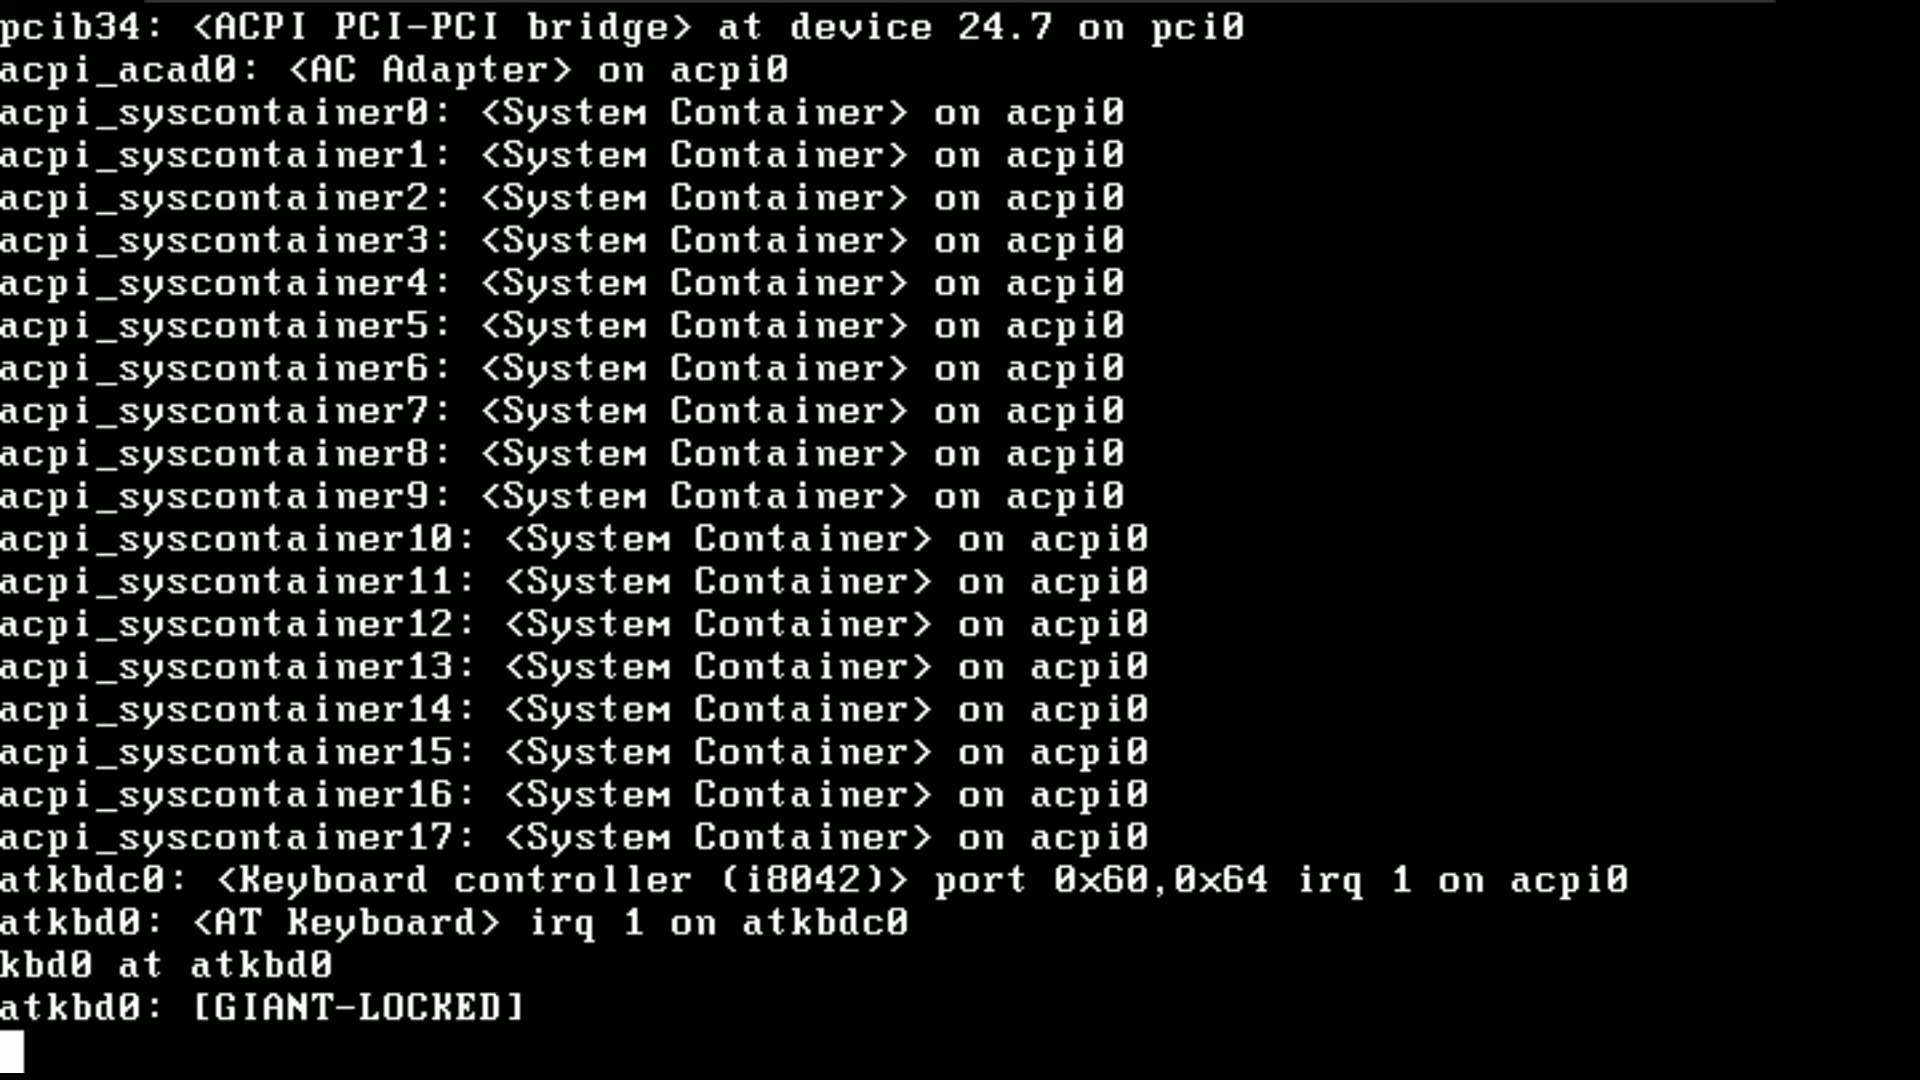 pcib34: <ACPI PCI-PCI bridge> at device 24.7 on pci0
acpi_acad0: <AC Adapter> on acpi0
acpi_syscontainer0: <System Container> on acpi0
acpi_syscontainer1: <System Container> on acpi0
acpi_syscontainer2: <System Container> on acpi0
acpi_syscontainer3: <System Container> on acpi0
acpi_syscontainer4: <System Container> on acpi0
acpi_syscontainer5: <System Container> on acpi0
acpi_syscontainer6: <System Container> on acpi0
acpi_syscontainer7: <System Container> on acpi0
acpi_syscontainer8: <System Container> on acpi0
acpi_syscontainer9: <System Container> on acpi0
acpi_syscontainer10: <System Container> on acpi0
acpi_syscontainer11: <System Container> on acpi0
acpi_syscontainer12: <System Container> on acpi0
acpi_syscontainer13: <System Container> on acpi0
acpi_syscontainer14: <System Container> on acpi0
acpi_syscontainer15: <System Container> on acpi0
acpi_syscontainer16: <System Container> on acpi0
acpi_syscontainer17: <System Container> on acpi0
atkbdc0: <Keyboard controller (i8042)> port 0x60,0x64 irq 1 on acpi0
atkbd0: <AT Keyboard> irq 1 on atkbdc0
kbd0 at atkbd0
atkbd0: [GIANT-LOCKED]